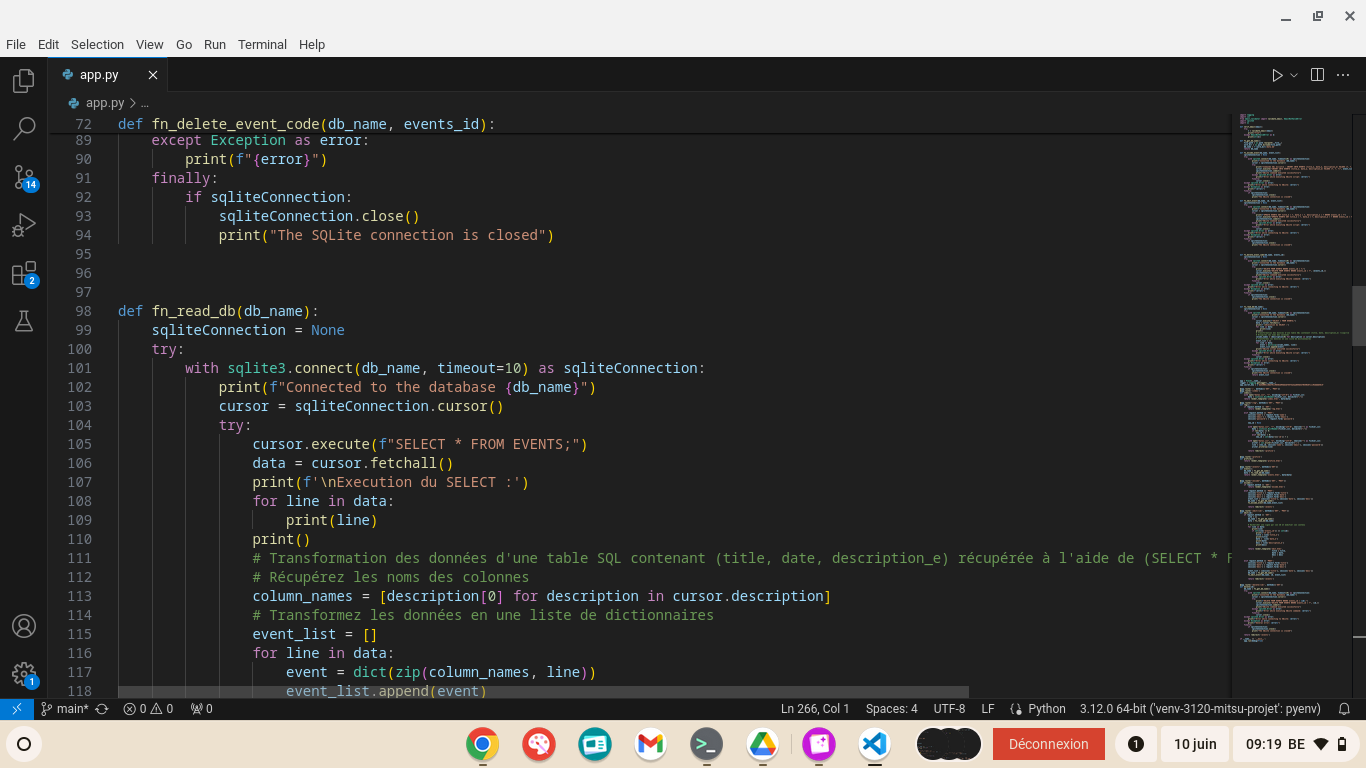 File Edit Selection View Go Run Terminal Help
app.py
app.py > ...
72 def fn_delete_event_code(db_name, events_id):
89 except Exception as error:
90 print(f"{error}")
91 finally:
92 if sqliteConnection:
93 sqliteConnection.close()
94 print("The SQLite connection is closed")
95
96
97
98 def fn_read_db(db_name):
99 sqliteConnection = None
100 try:
101 with sqlite3.connect(db_name, timeout=10) as sqliteConnection:
102 print(f"Connected to the database {db_name}")
103 cursor = sqliteConnection.cursor()
104 try:
105 cursor.execute(f"SELECT * FROM EVENTS;")
106 data = cursor.fetchall()
107 print(f'\nExecution du SELECT :')
108 for line in data:
109 print(line)
110 print()
111 # Transformation des données d'une table SQL contenant (title, date, description_e) récupérée à l'aide de (SELECT * F
112 # Récupérez les noms des colonnes
113 column_names = [description[0] for description in cursor.description]
114 # Transformez les données en une liste de dictionnaires
115 event_list = []
116 for line in data:
117 event = dict(zip(column_names, line))
118 event_list.append(event)
14
2
1
main* 0 0 0 Ln 266, Col 1 Spaces: 4 UTF-8 LF Python 3.12.0 64-bit ('venv-3120-mitsu-projet': pyenv)
Déconnexion 1 10 juin 09:19 BE